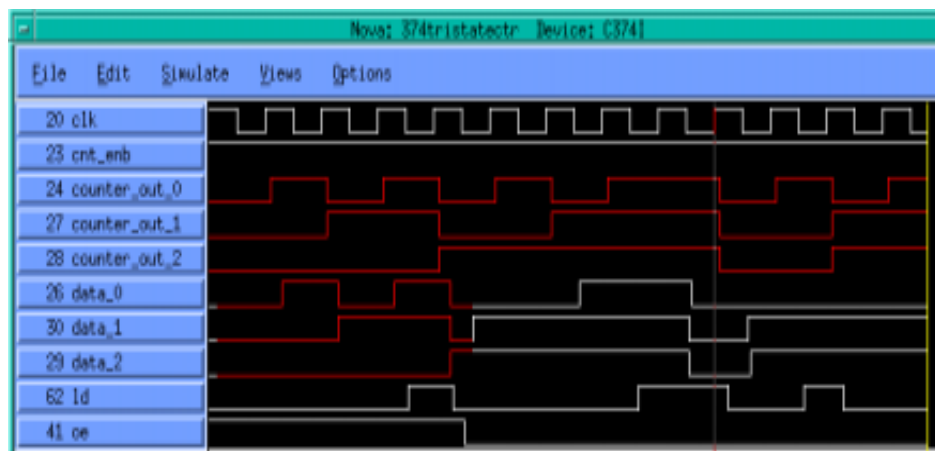 Nova: 374tristatectr Device: C374I
File Edit Simulate Views Options
20 clk
23 cnt_enb
24 counter_out_0
27 counter_out_1
28 counter_out_2
26 data_0
30 data_1
29 data_2
62 ld
41 oe